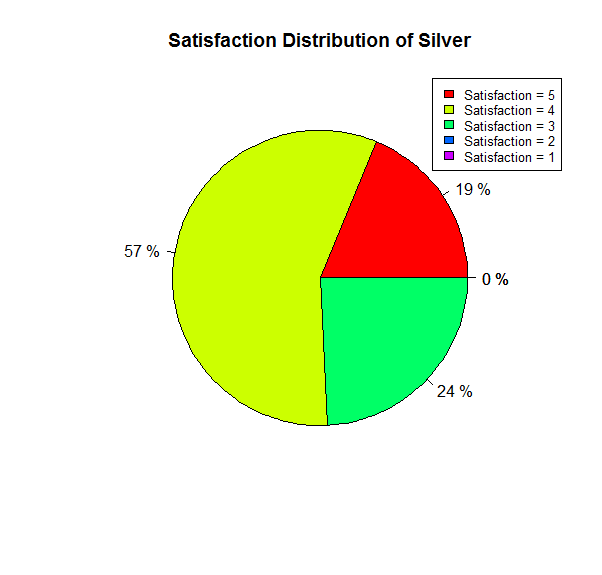 Satisfaction Distribution of Silver
Satisfaction = 5
Satisfaction = 4
Satisfaction = 3
Satisfaction = 2
Satisfaction = 1
19 %
57 %
0 %
24 %